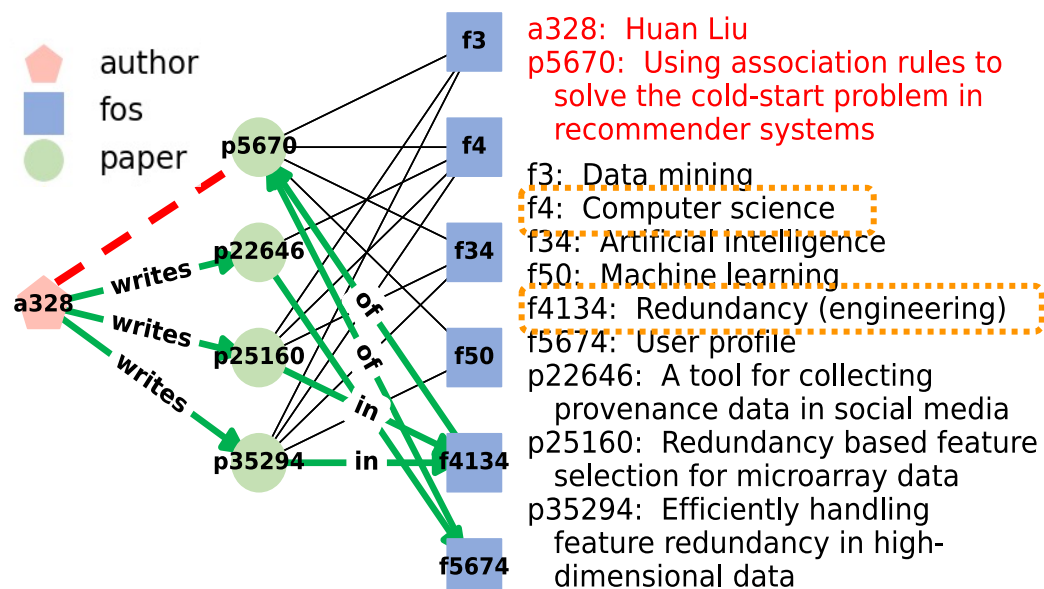 author
fos
paper
f3
p5670
f4
p22646
f34
writes
a328
of
writes
p25160
of
f50
writes
in
p35294
in
f4134
f5674
a328: Huan Liu
p5670: Using association rules to
solve the cold-start problem in
recommender systems
f3: Data mining
f4: Computer science
f34: Artificial intelligence
f50: Machine learning
f4134: Redundancy (engineering)
f5674: User profile
p22646: A tool for collecting
provenance data in social media
p25160: Redundancy based feature
selection for microarray data
p35294: Efficiently handling
feature redundancy in high-
dimensional data